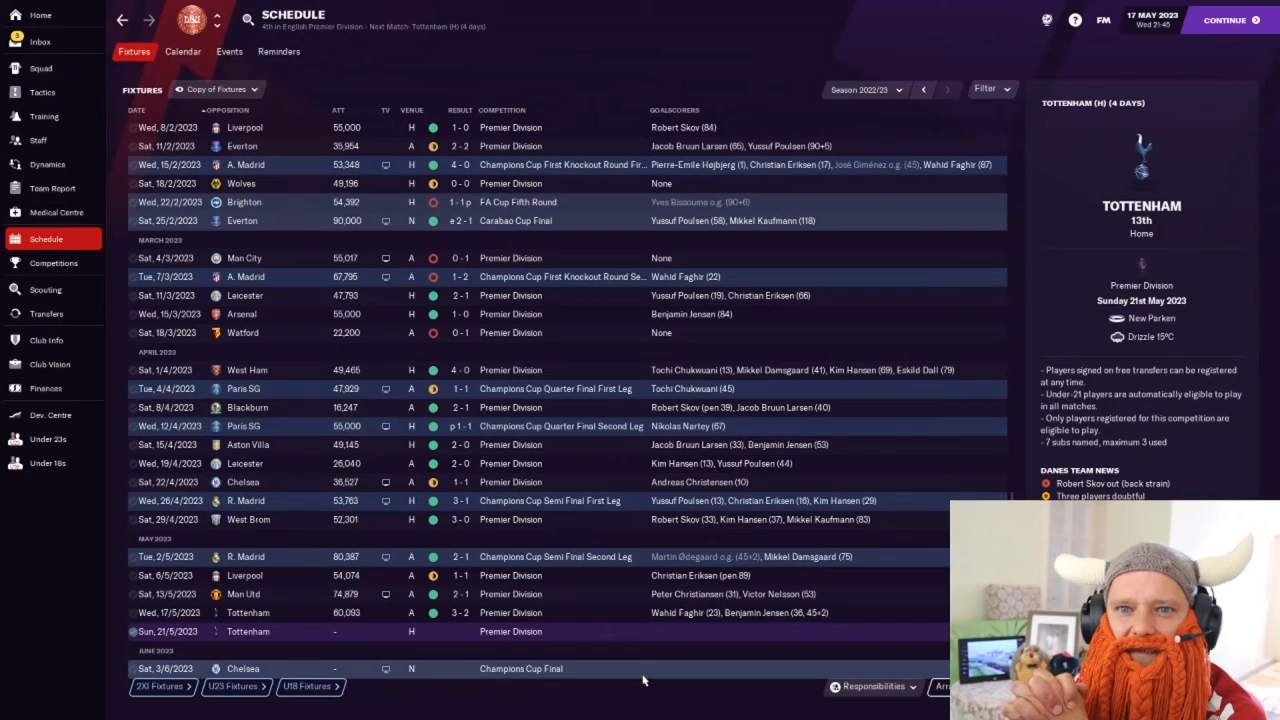 Home
Inbox
3
Squad
Tactics
Training
Staff
Dynamics
Team Report
Medical Centre
Schedule
Competitions
Scouting
Transfers
Club Info
Club Vision
Finances
Dev. Centre
Under 23s
Under 18s
DBU
SCHEDULE
4th in English Premier Division - Next Match: Tottenham (H) (4 days)
FM
17 MAY 2023
Wed 21:45
CONTINUE
Fixtures Calendar Events Reminders
FIXTURES Copy of Fixtures Season 2022/23 Filter
DATE OPPOSITION ATT TV VENUE RESULT COMPETITION GOALSCORERS
Wed, 8/2/2023 Liverpool 55,000 H 1 - 0 Premier Division Robert Skov (84)
Sat, 11/2/2023 Everton 35,954 A 2 - 2 Premier Division Jacob Bruun Larsen (65), Yussuf Poulsen (90+5)
Wed, 15/2/2023 A. Madrid 53,348 H 4 - 0 Champions Cup First Knockout Round Fir... Pierre-Emile Højbjerg (1), Christian Eriksen (17), José Giménez o.g. (45), Wahid Faghir (87)
Sat, 18/2/2023 Wolves 49,196 H 0 - 0 Premier Division None
Wed, 22/2/2023 Brighton 54,392 H 1 - 1 p FA Cup Fifth Round Yves Bissouma o.g. (90+6)
Sat, 25/2/2023 Everton 90,000 N e 2 - 1 Carabao Cup Final Yussuf Poulsen (58), Mikkel Kaufmann (118)
MARCH 2023
Sat, 4/3/2023 Man City 55,017 H 0 - 1 Premier Division None
Tue, 7/3/2023 A. Madrid 67,795 A 1 - 2 Champions Cup First Knockout Round Se... Wahid Faghir (22)
Sat, 11/3/2023 Leicester 47,793 H 2 - 1 Premier Division Yussuf Poulsen (19), Christian Eriksen (66)
Wed, 15/3/2023 Arsenal 55,000 H 1 - 0 Premier Division Benjamin Jensen (84)
Sat, 18/3/2023 Watford 22,200 A 0 - 1 Premier Division None
APRIL 2023
Sat, 1/4/2023 West Ham 49,465 H 4 - 0 Premier Division Tochi Chukwuani (13), Mikkel Damsgaard (41), Kim Hansen (69), Eskild Dall (79)
Tue, 4/4/2023 Paris SG 47,929 A 1 - 1 Champions Cup Quarter Final First Leg Tochi Chukwuani (45)
Sat, 8/4/2023 Blackburn 16,247 A 2 - 1 Premier Division Robert Skov (pen 39), Jacob Bruun Larsen (40)
Wed, 12/4/2023 Paris SG 55,000 H p 1 - 1 Champions Cup Quarter Final Second Leg Nikolas Nartey (67)
Sat, 15/4/2023 Aston Villa 49,145 H 2 - 0 Premier Division Jacob Bruun Larsen (33), Benjamin Jensen (53)
Wed, 19/4/2023 Leicester 26,040 A 2 - 0 Premier Division Kim Hansen (13), Yussuf Poulsen (44)
Sat, 22/4/2023 Chelsea 36,527 A 1 - 1 Premier Division Andreas Christensen (10)
Wed, 26/4/2023 R. Madrid 53,763 H 3 - 1 Champions Cup Semi Final First Leg Yussuf Poulsen (13), Christian Eriksen (16), Kim Hansen (29)
Sat, 29/4/2023 West Brom 52,301 H 3 - 0 Premier Division Robert Skov (33), Kim Hansen (37), Mikkel Kaufmann (83)
MAY 2023
Tue, 2/5/2023 R. Madrid 80,387 A 2 - 1 Champions Cup Semi Final Second Leg Martin Ødegaard o.g. (45+2), Mikkel Damsgaard (75)
Sat, 6/5/2023 Liverpool 54,074 A 1 - 1 Premier Division Christian Eriksen (pen 89)
Sat, 13/5/2023 Man Utd 74,879 A 2 - 1 Premier Division Peter Christiansen (31), Victor Nelsson (53)
Wed, 17/5/2023 Tottenham 60,093 A 3 - 2 Premier Division Wahid Faghir (23), Benjamin Jensen (36, 45+2)
Sun, 21/5/2023 Tottenham - H Premier Division
JUNE 2023
Sat, 3/6/2023 Chelsea - N Champions Cup Final
2XI Fixtures U23 Fixtures U18 Fixtures Responsibilities Arra
TOTTENHAM (H) (4 DAYS)
TOTTENHAM
13th
Home
Premier Division
Sunday 21st May 2023
New Parken
Drizzle 15ºC
- Players signed on free transfers can be registered
at any time.
- Under-21 players are automatically eligible to play
in all matches.
- Only players registered for this competition are
eligible to play.
- 7 subs named, maximum 3 used
DANES TEAM NEWS
Robert Skov out (back strain)
Three players doubtful